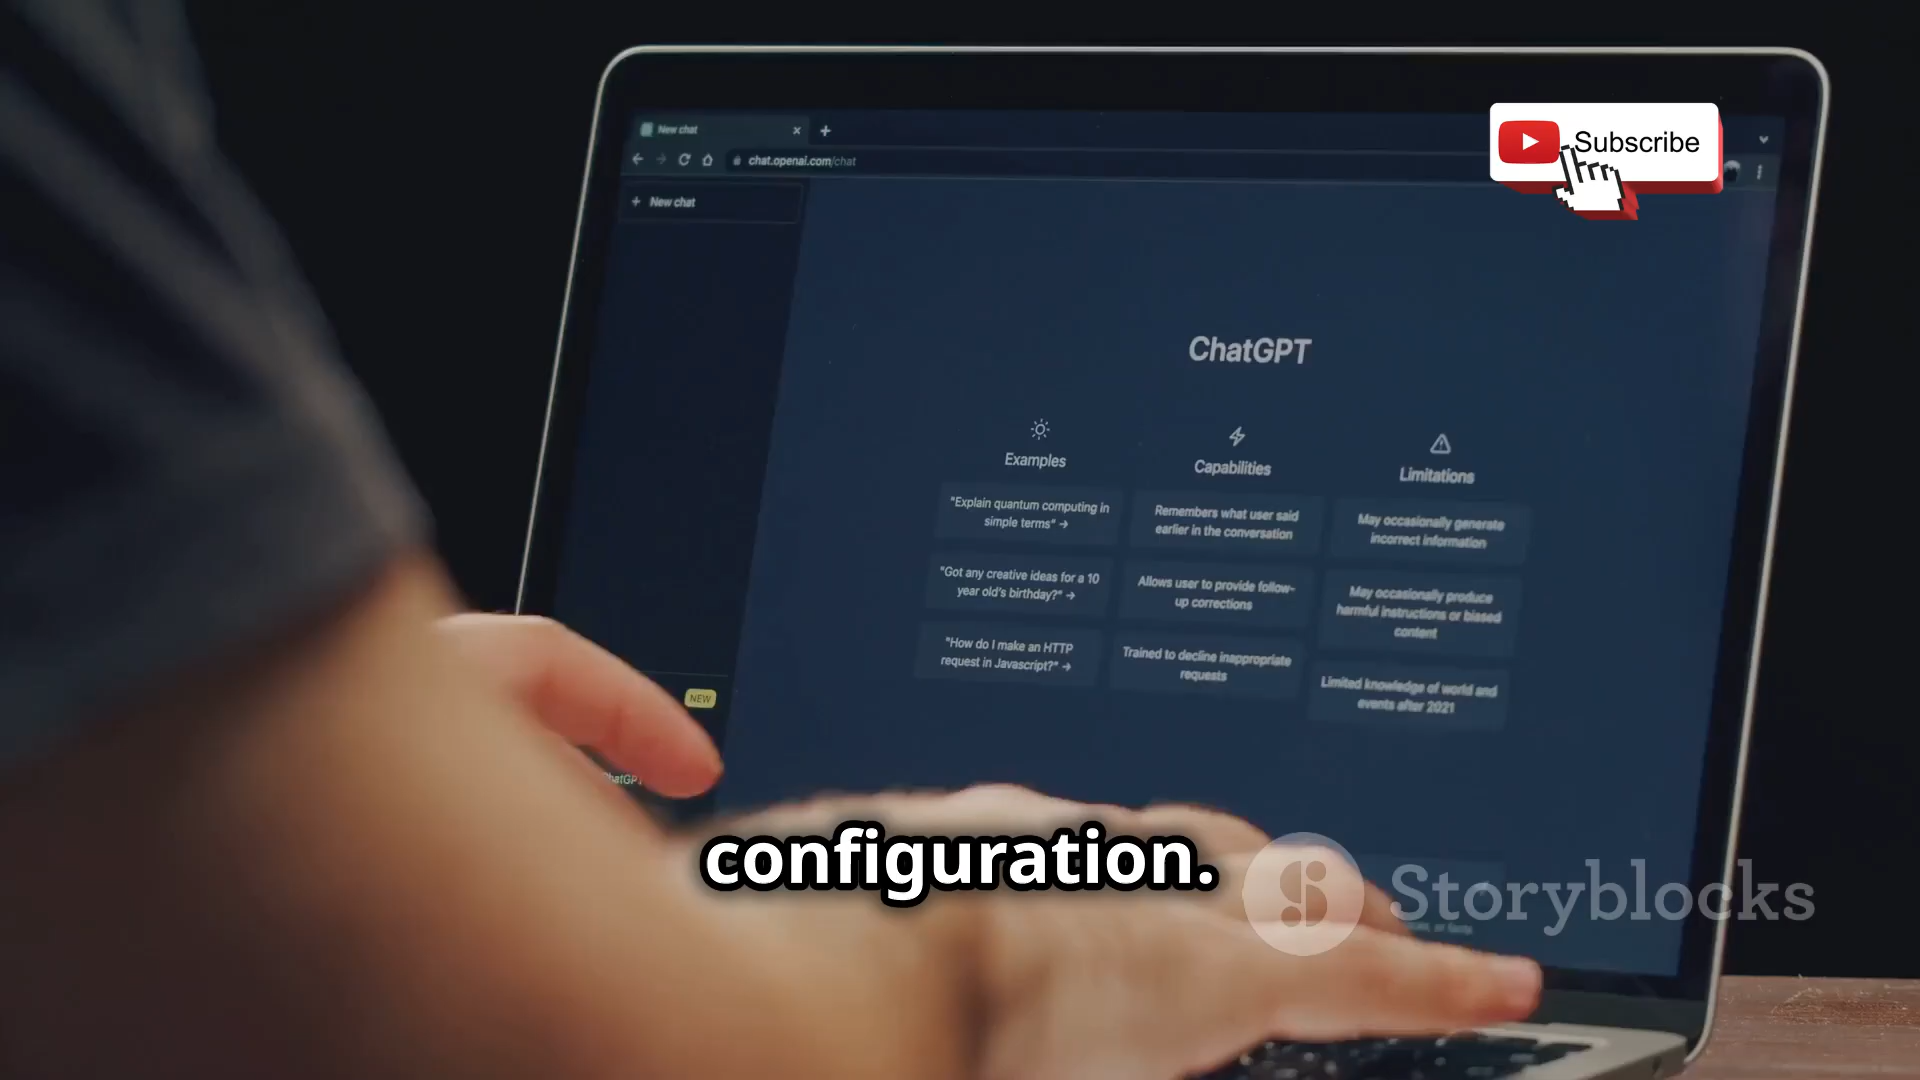 New chat
Subscribe
chat.openai.com/chat
New chat
ChatGPT
Examples
Capabilities
Limitations
"Explain quantum computing in
simple terms" →
Remembers what user said
earlier in the conversation
May occasionally generate
incorrect information
"Got any creative ideas for a 10
year old's birthday?" →
Allows user to provide follow-
up corrections
May occasionally produce
harmful instructions or biased
content
"How do I make an HTTP
request in Javascript?" →
Trained to decline inappropriate
requests
Limited knowledge of world and
events after 2021
NEW
ChatGPT
configuration.
Storyblocks